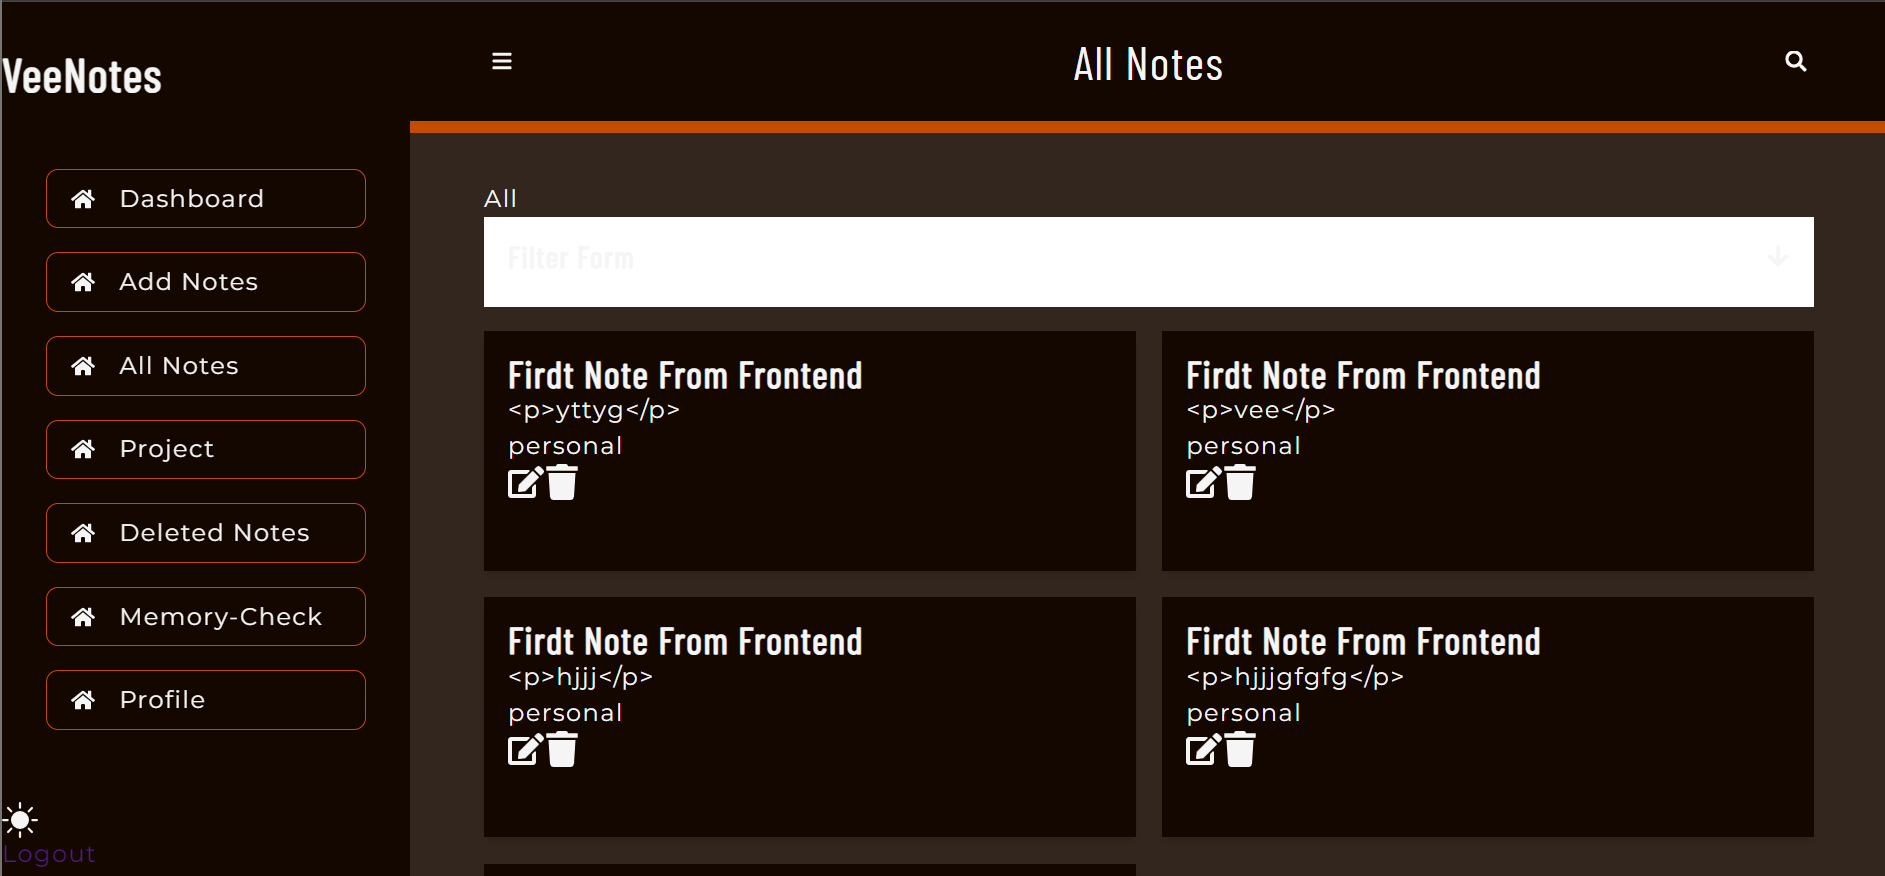 VeeNotes
Dashboard
Add Notes
All Notes
Project
Deleted Notes
Memory-Check
Profile
Logout
All Notes
All
Filter Form
Firdt Note From Frontend
<p>yttyg</p>
personal
Firdt Note From Frontend
<p>vee</p>
personal
Firdt Note From Frontend
<p>hjjj</p>
personal
Firdt Note From Frontend
<p>hjjjgfgfg</p>
personal